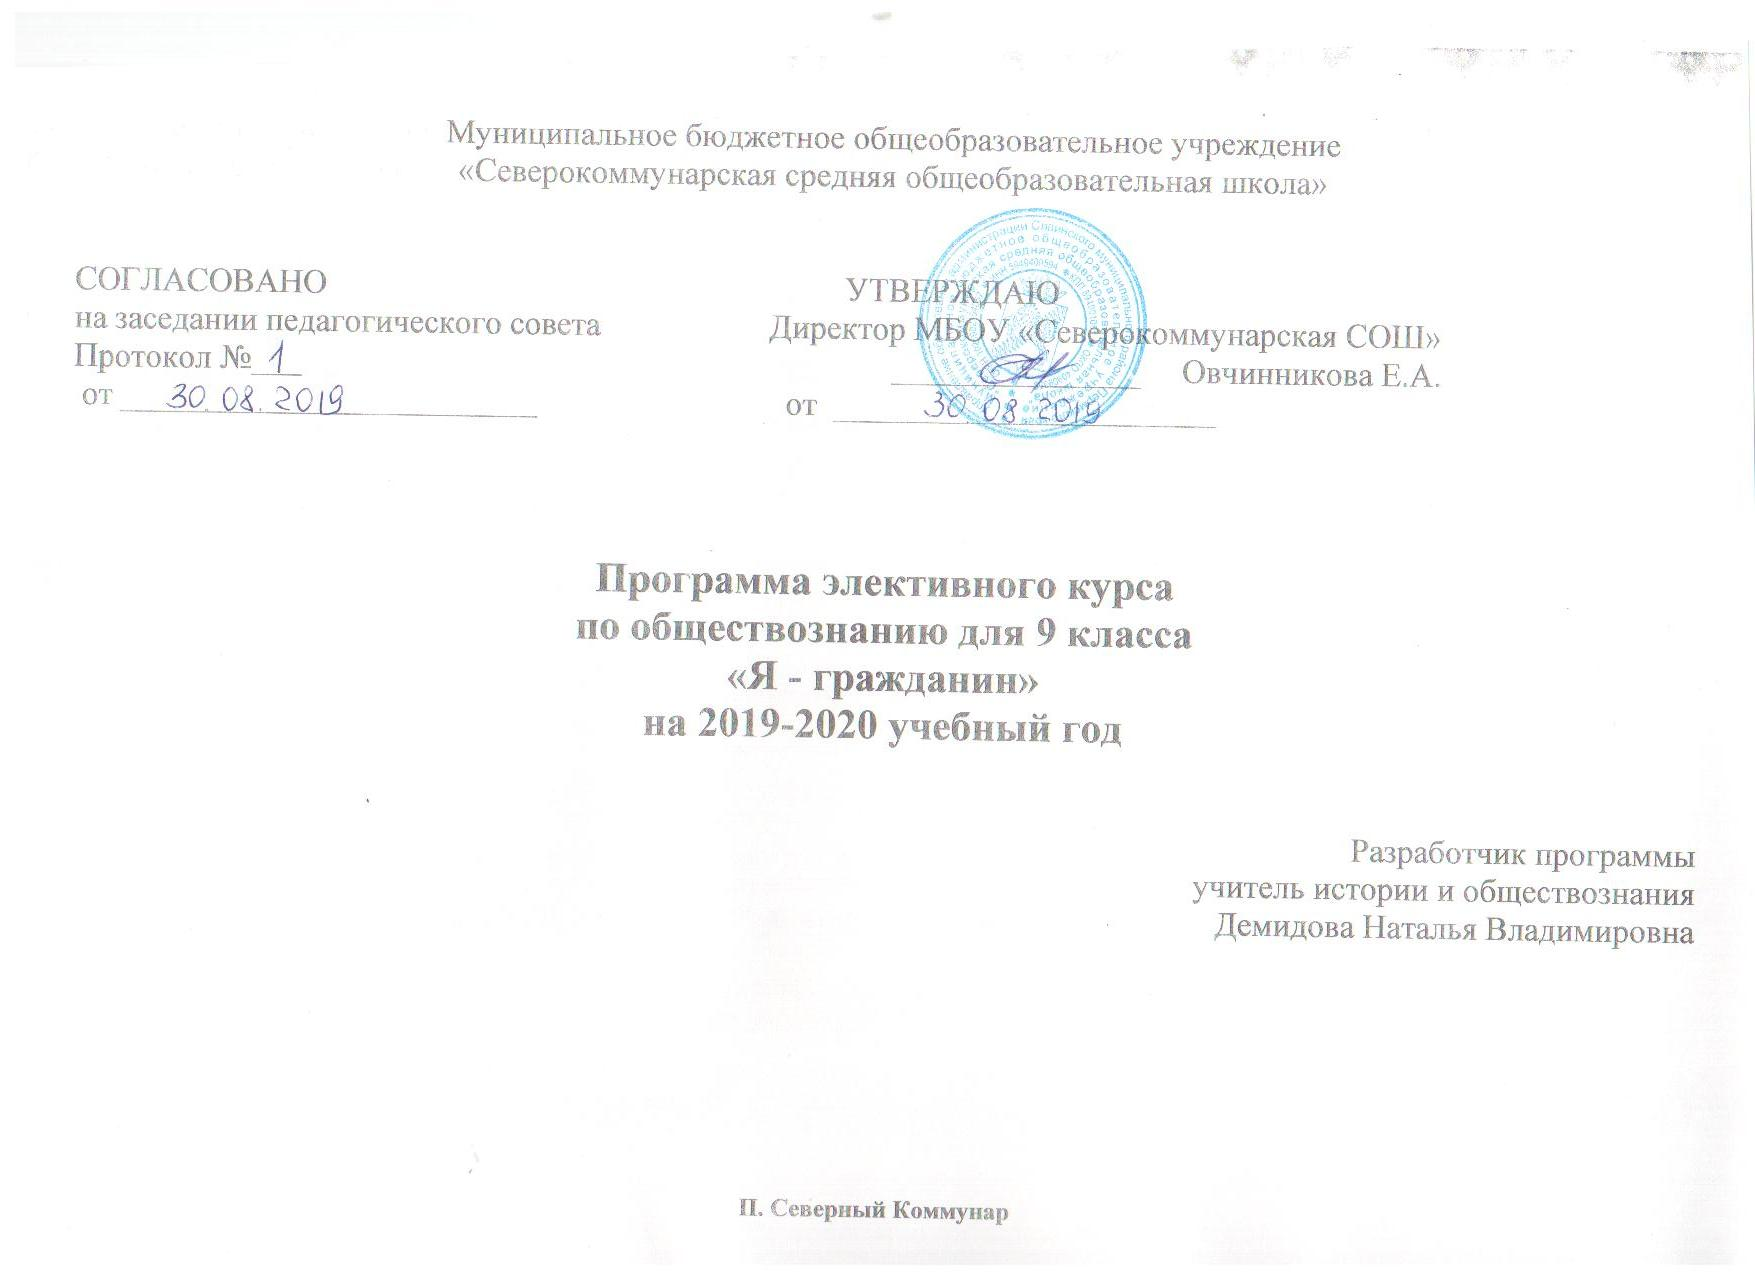 Муниципальное бюджетное общеобразовательное учреждение
«Северокоммунарская средняя общеобразовательная школа»
СОГЛАСОВАНО
на заседании педагогического совета
Протокол № 1
от 30.08.2019
УТВЕРЖДАЮ
Директор МБОУ «Северокоммунарская СОШ»
Овчинникова Е.А.
от 30.08.2019
Программа элективного курса
по обществознанию для 9 класса
«Я - гражданин»
на 2019-2020 учебный год
Разработчик программы
учитель истории и обществознания
Демидова Наталья Владимировна
П. Северный Коммунар